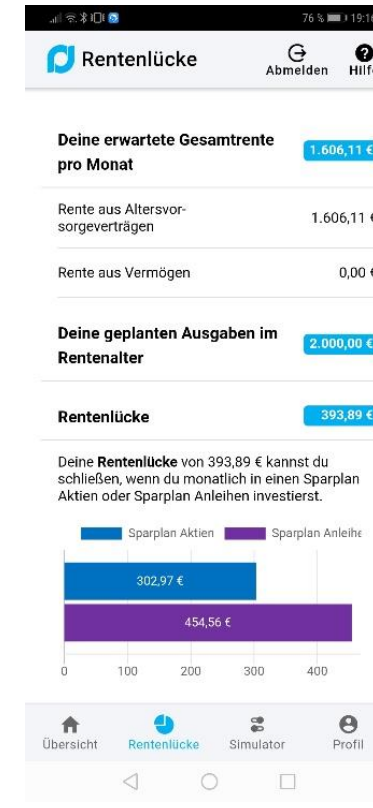 76 % 19:16
Rentenlücke
Abmelden Hilfe
Deine erwartete Gesamtrente
pro Monat
1.606,11 €
Rente aus Altersvor-
sorgeverträgen
1.606,11 €
Rente aus Vermögen 0,00 €
Deine geplanten Ausgaben im
Rentenalter
2.000,00 €
Rentenlücke 393,89 €
Deine Rentenlücke von 393,89 € kannst du
schließen, wenn du monatlich in einen Sparplan
Aktien oder Sparplan Anleihen investierst.
Sparplan Aktien Sparplan Anleihe
302,97 €
454,56 €
0 100 200 300 400
Übersicht Rentenlücke Simulator Profil